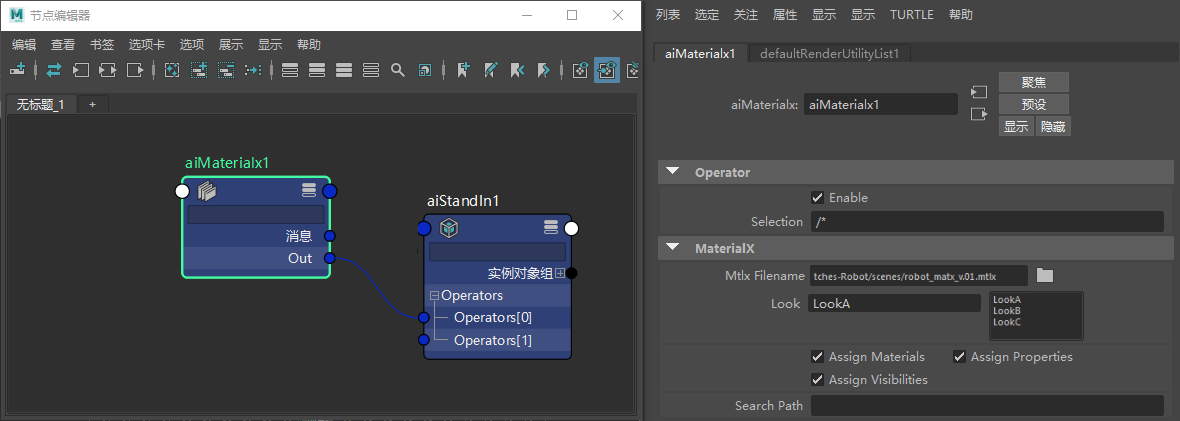 节点编辑器
编辑 查看 书签 选项卡 选项 展示 显示 帮助
无标题_1 +
aiMaterialx1
消息
Out
aiStandIn1
实例对象组
Operators
Operators[0]
Operators[1]
列表 选定 关注 属性 显示 显示 TURTLE 帮助
aiMaterialx1 defaultRenderUtilityList1
aiMaterialx: aiMaterialx1
聚焦
预设
显示 隐藏
Operator
Enable
Selection /*
MaterialX
Mtlx Filename tches-Robot/scenes/robot_matx_v.01.mtlx
Look LookA
LookA
LookB
LookC
Assign Materials Assign Properties
Assign Visibilities
Search Path